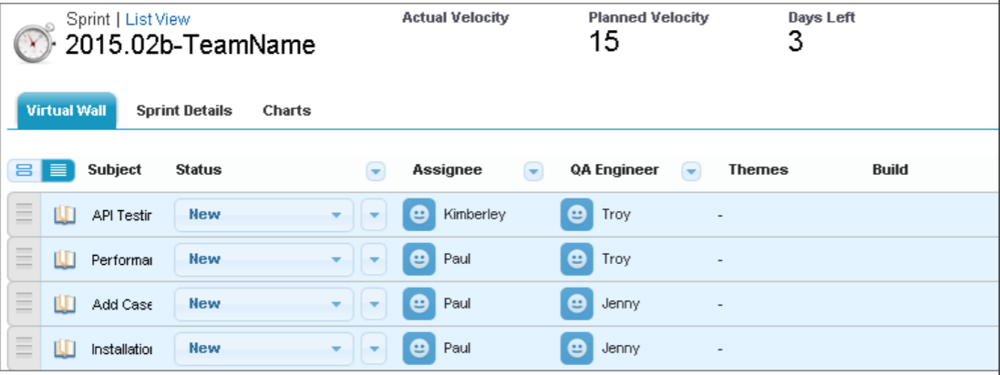 Sprint | List View
2015.02b-TeamName
Actual Velocity Planned Velocity Days Left
15 3
Virtual Wall Sprint Details Charts
Subject Status Assignee QA Engineer Themes Build
API Testin New Kimberley Troy -
Performa New Paul Troy -
Add Case New Paul Jenny -
Installatio New Paul Jenny -